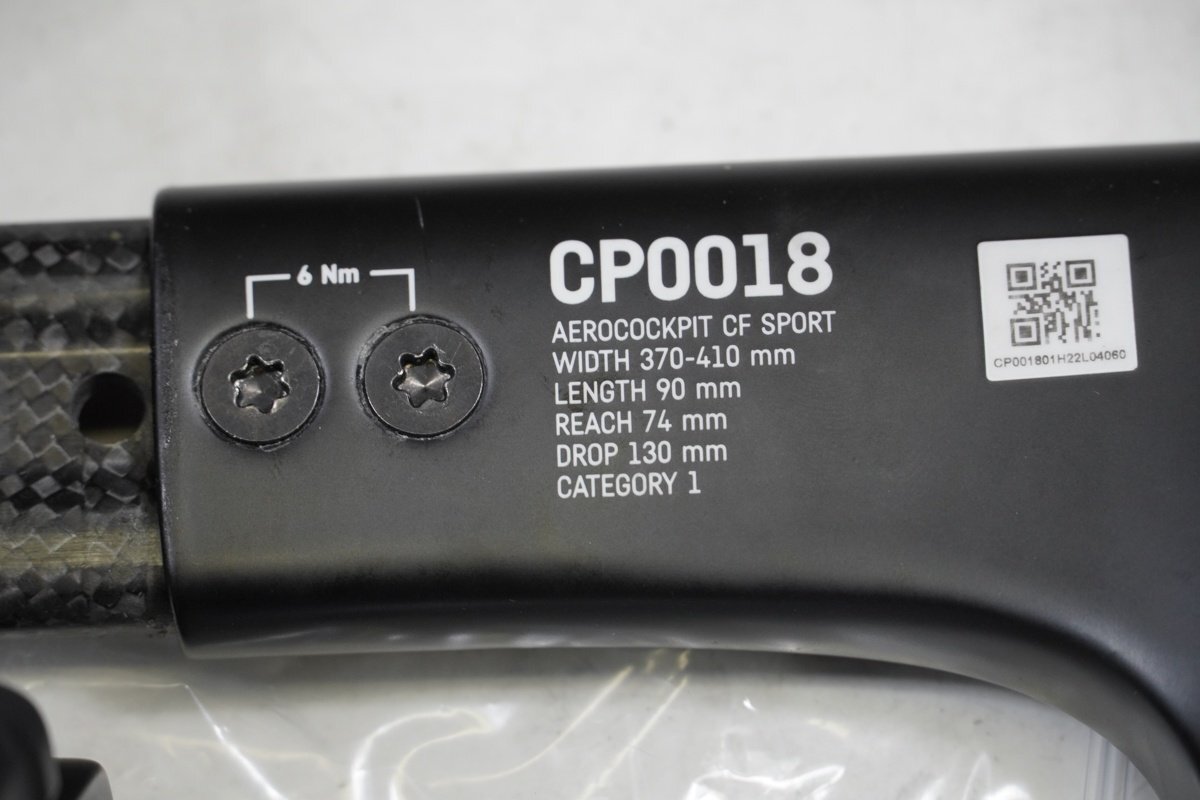 6 Nm
CP0018
AEROCOCKPIT CF SPORT
WIDTH 370-410 mm
LENGTH 90 mm
REACH 74 mm
DROP 130 mm
CATEGORY 1
CP001801H22L04060